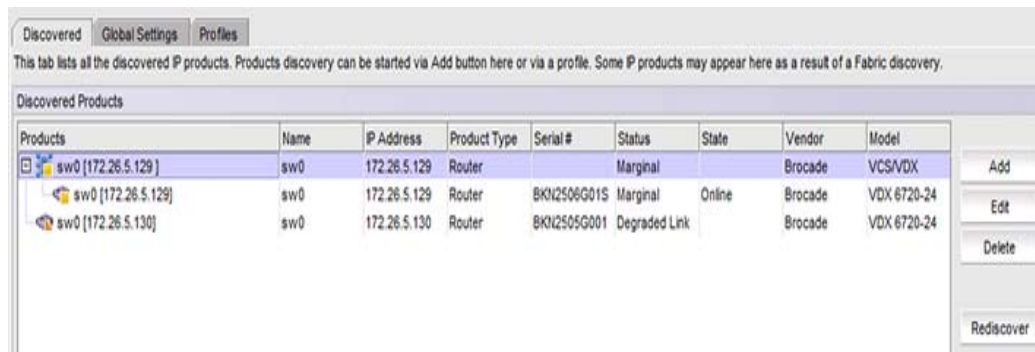 Discovered Global Settings Profiles
This tab lists all the discovered IP products. Products discovery can be started via Add button here or via a profile. Some IP products may appear here as a result of a Fabric discovery.
Discovered Products
Products Name IP Address Product Type Serial # Status State Vendor Model
sw0 [172.26.5.129 ] sw0 172.26.5.129 Router Marginal Brocade VCS/VDX
sw0 [172.26.5.129] sw0 172.26.5.129 Router BKN2506G01S Marginal Online Brocade VDX 6720-24
sw0 [172.26.5.130] sw0 172.26.5.130 Router BKN2505G001 Degraded Link Brocade VDX 6720-24
Add
Edit
Delete
Rediscover